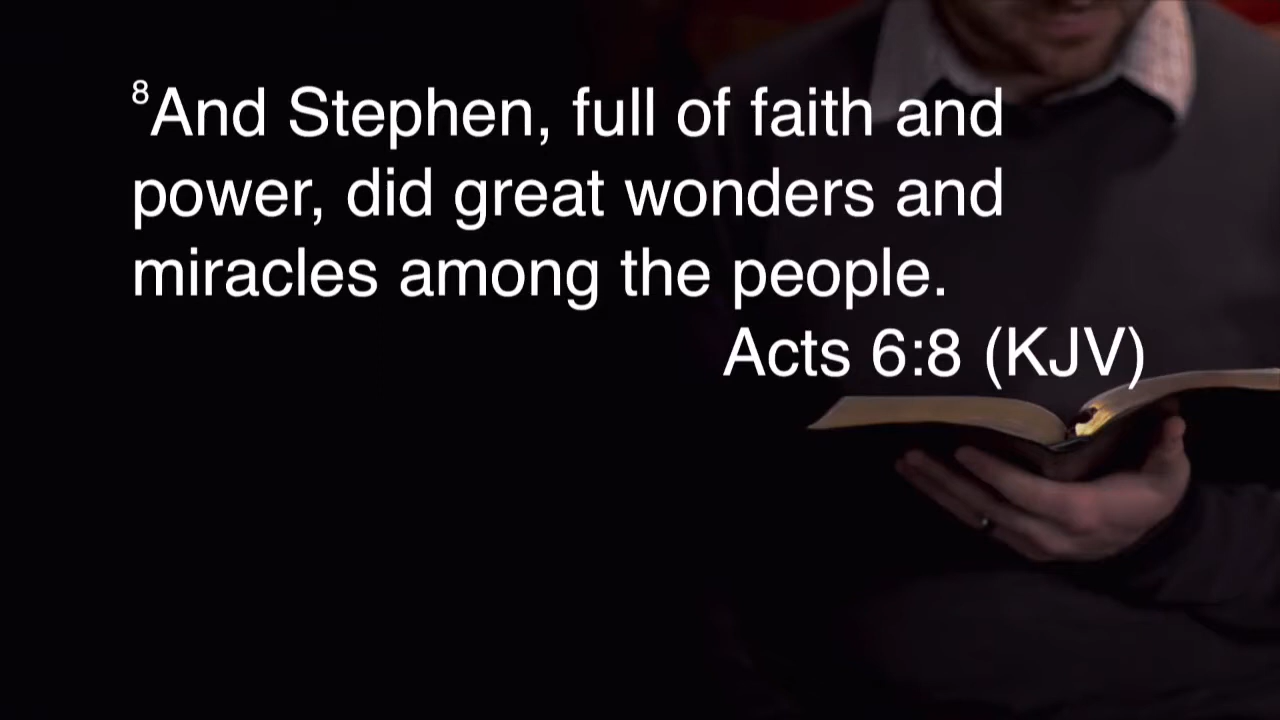 ⁸And Stephen, full of faith and
power, did great wonders and
miracles among the people.
Acts 6:8 (KJV)